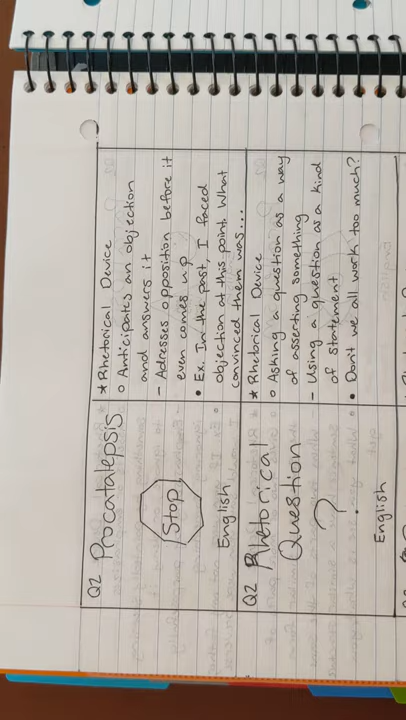 Q2 Procatalepsis
Stop
English
* Rhetorical Device
o Anticipates an objection
and answers it
- Adresses opposition before it
even comes up
• Ex. In the past, I faced
objection at this point. What
convinced them was...
Q2 Rhetorical
Question
?
English
* Rhetorical Device
o Asking a question as a way
of asserting something
- Using a question as a kind
of statement
• Don't we all work too much?